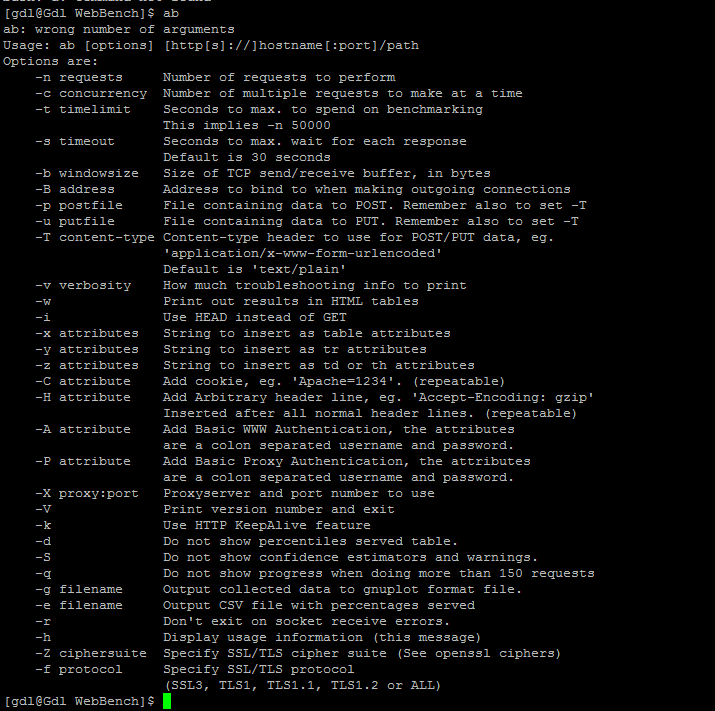 [gdl@Gdl WebBench]$ ab
ab: wrong number of arguments
Usage: ab [options] [http[s]://]hostname[:port]/path
Options are:
    -n requests     Number of requests to perform
    -c concurrency  Number of multiple requests to make at a time
    -t timelimit    Seconds to max. to spend on benchmarking
                    This implies -n 50000
    -s timeout      Seconds to max. wait for each response
                    Default is 30 seconds
    -b windowsize   Size of TCP send/receive buffer, in bytes
    -B address      Address to bind to when making outgoing connections
    -p postfile     File containing data to POST. Remember also to set -T
    -u putfile      File containing data to PUT. Remember also to set -T
    -T content-type Content-type header to use for POST/PUT data, eg.
                    'application/x-www-form-urlencoded'
                    Default is 'text/plain'
    -v verbosity    How much troubleshooting info to print
    -w              Print out results in HTML tables
    -i              Use HEAD instead of GET
    -x attributes   String to insert as table attributes
    -y attributes   String to insert as tr attributes
    -z attributes   String to insert as td or th attributes
    -C attribute    Add cookie, eg. 'Apache=1234'. (repeatable)
    -H attribute    Add Arbitrary header line, eg. 'Accept-Encoding: gzip'
                    Inserted after all normal header lines. (repeatable)
    -A attribute    Add Basic WWW Authentication, the attributes
                    are a colon separated username and password.
    -P attribute    Add Basic Proxy Authentication, the attributes
                    are a colon separated username and password.
    -X proxy:port   Proxyserver and port number to use
    -V              Print version number and exit
    -k              Use HTTP KeepAlive feature
    -d              Do not show percentiles served table.
    -S              Do not show confidence estimators and warnings.
    -q              Do not show progress when doing more than 150 requests
    -g filename     Output collected data to gnuplot format file.
    -e filename     Output CSV file with percentages served
    -r              Don't exit on socket receive errors.
    -h              Display usage information (this message)
    -Z ciphersuite  Specify SSL/TLS cipher suite (See openssl ciphers)
    -f protocol     Specify SSL/TLS protocol
                    (SSL3, TLS1, TLS1.1, TLS1.2 or ALL)
[gdl@Gdl WebBench]$